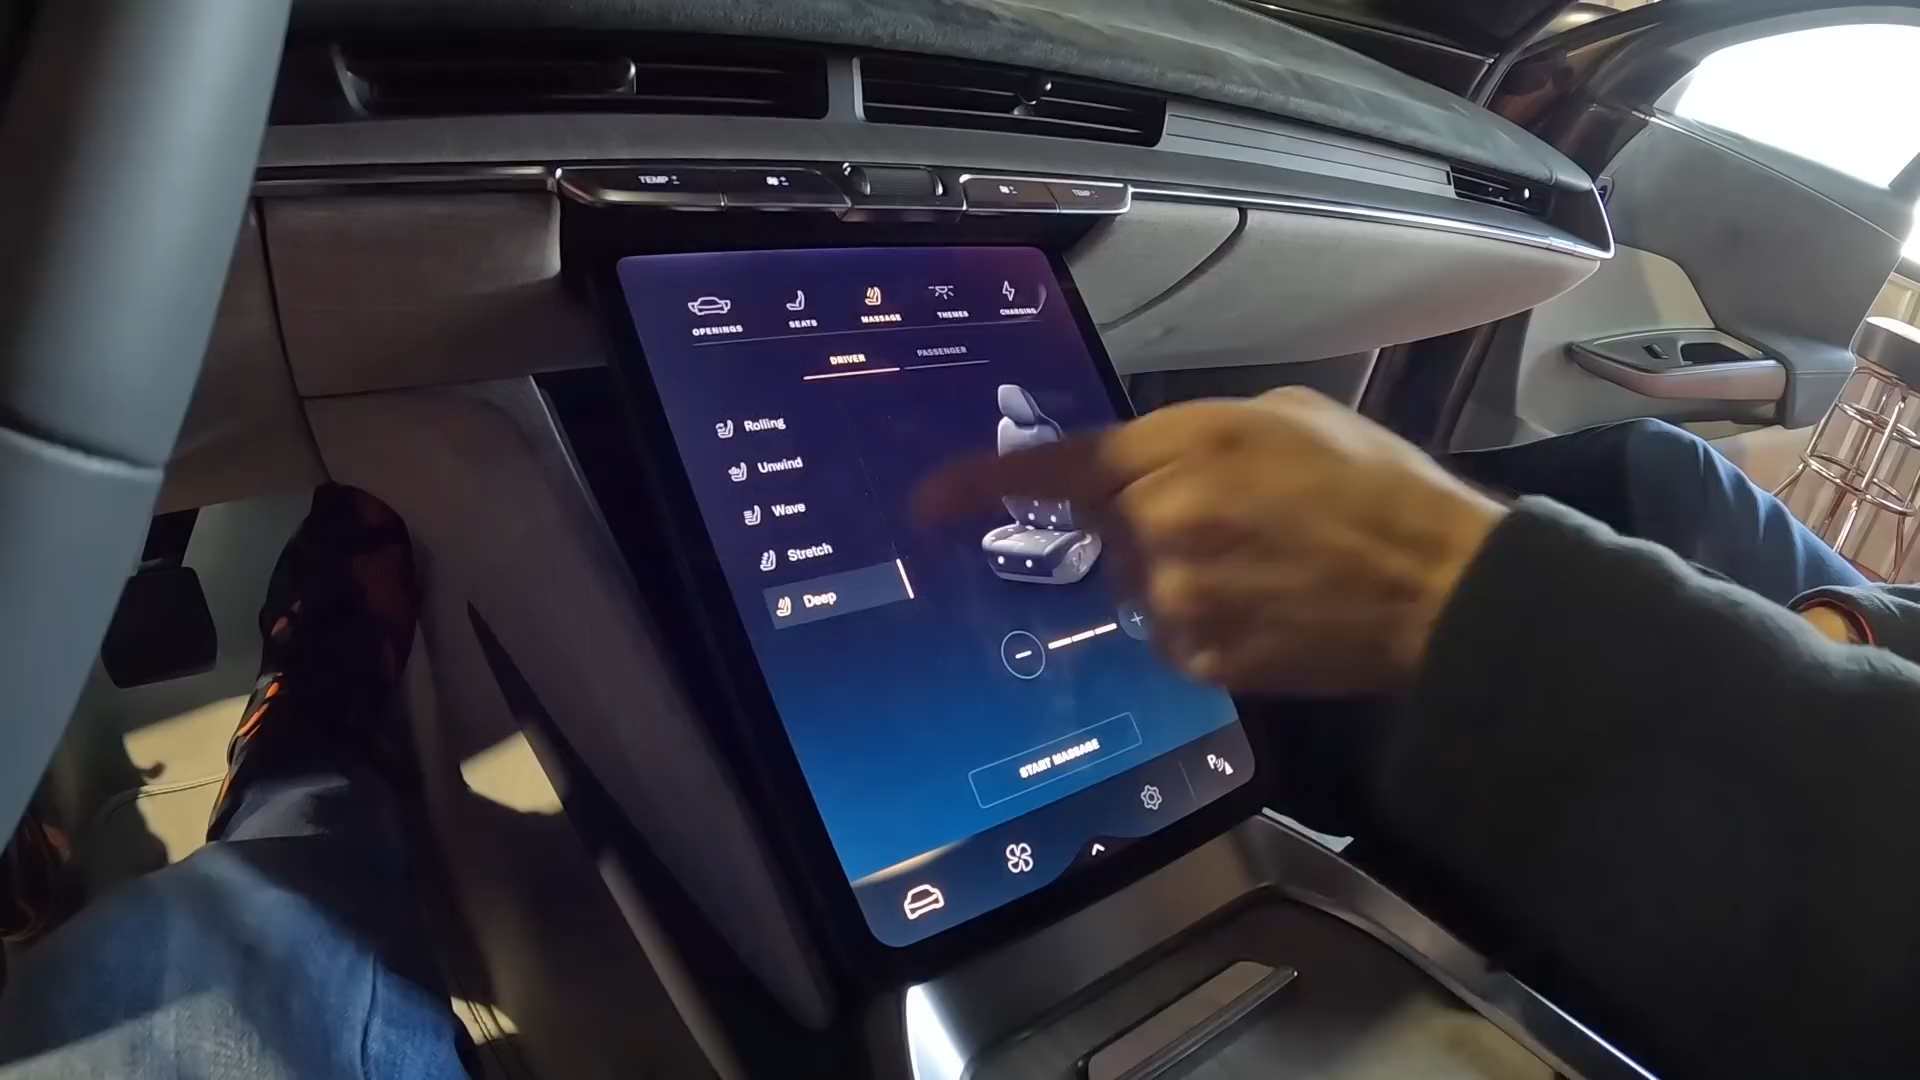 TEMP
TEMP
OPENINGS
SEATS
MASSAGE
THEMES
CHARGING
DRIVER
PASSENGER
Rolling
Unwind
Wave
Stretch
Deep
START MASSAGE
P